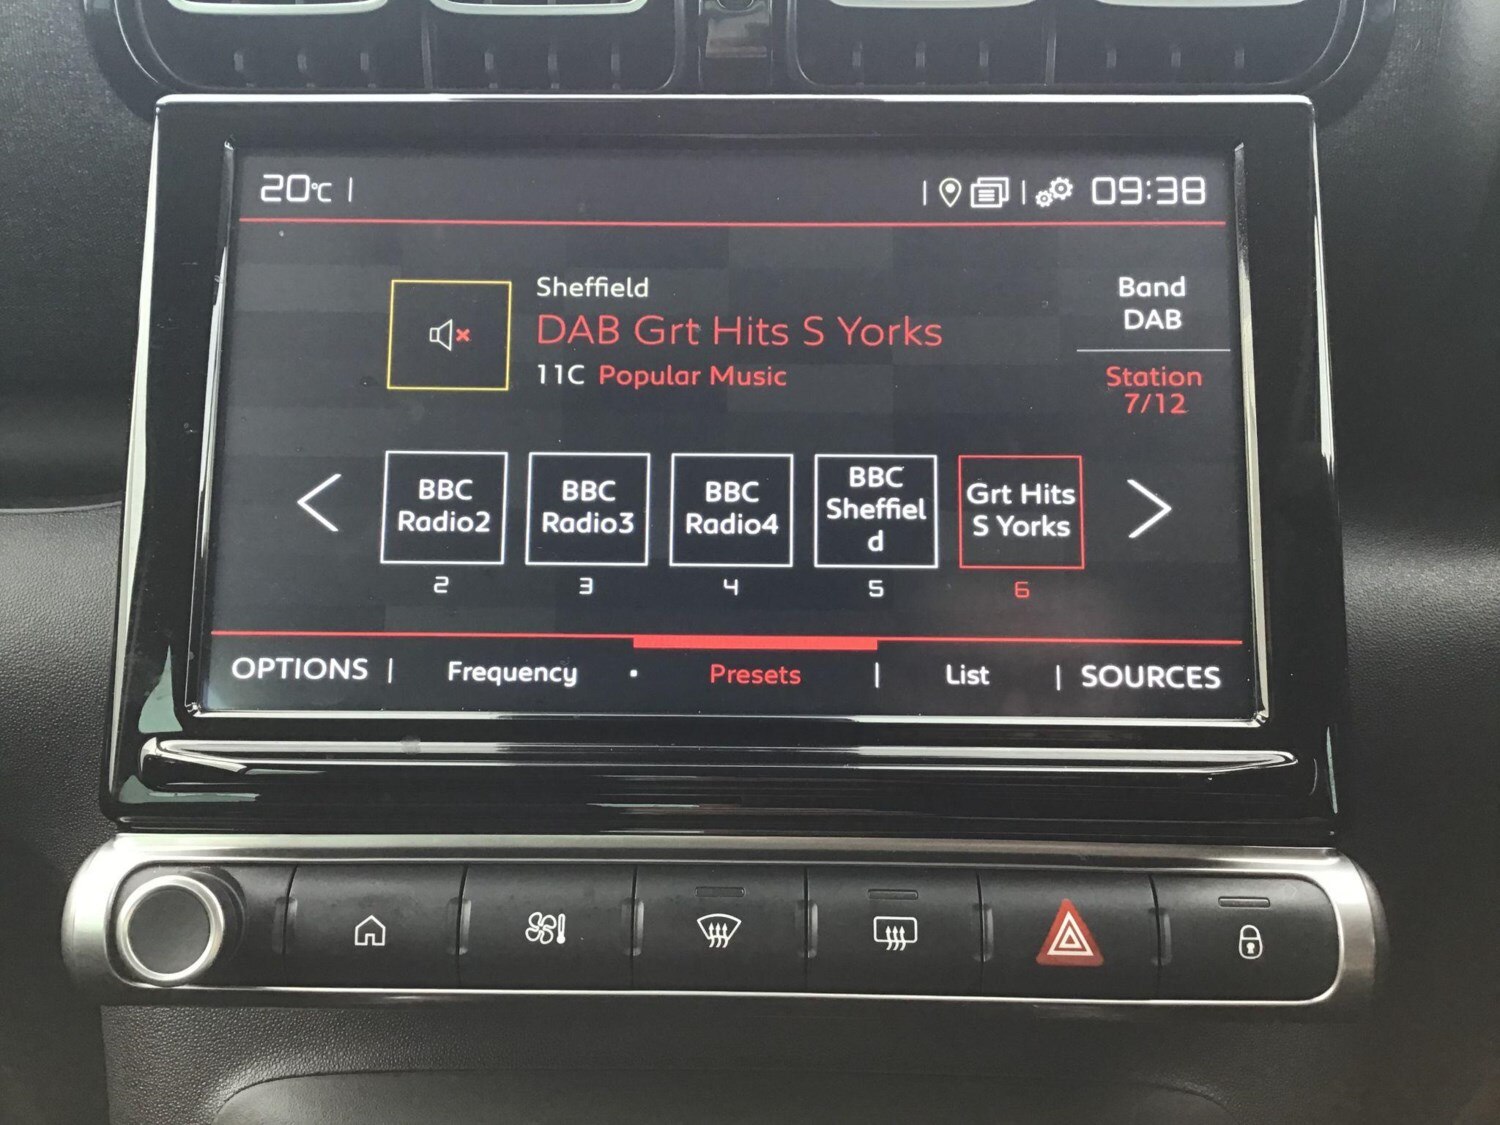 20°C
09:38
Sheffield
DAB Grt Hits S Yorks
11C Popular Music
Band
DAB
Station
7/12
BBC
Radio2
2
BBC
Radio3
3
BBC
Radio4
4
BBC
Sheffiel
d
5
Grt Hits
S Yorks
6
OPTIONS
Frequency
Presets
List
SOURCES